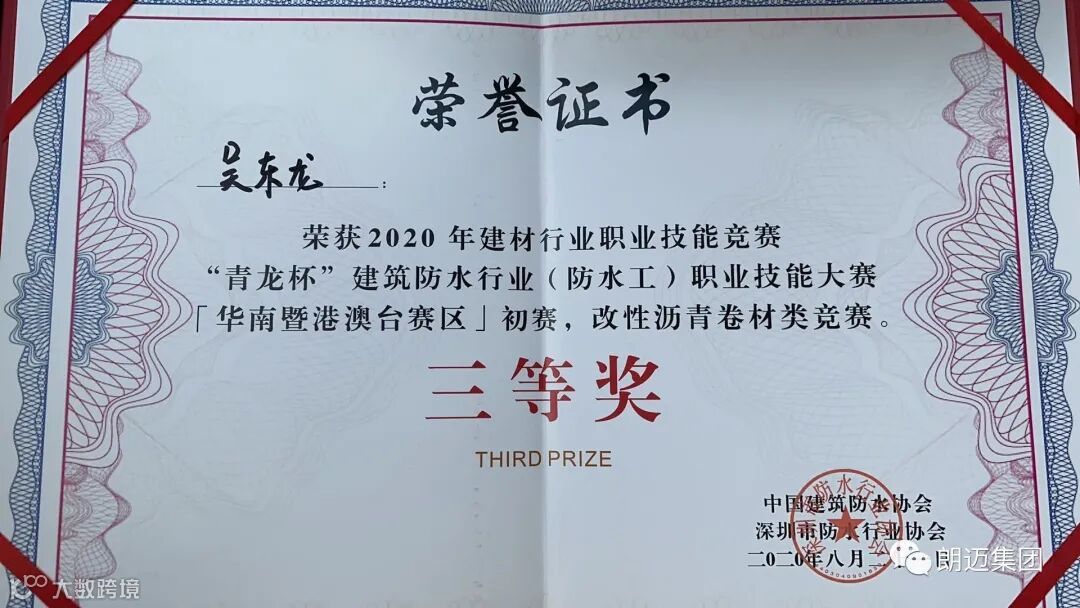 荣誉证书
吴东龙：
荣获2020年建材行业职业技能竞赛
“青龙杯”建筑防水行业（防水工）职业技能大赛
「华南暨港澳台赛区」初赛，改性沥青卷材类竞赛。
三等奖
THIRD PRIZE
中国建筑防水协会
深圳市防水行业协会
二〇二〇年八月二
朗迈集团
大数跨境